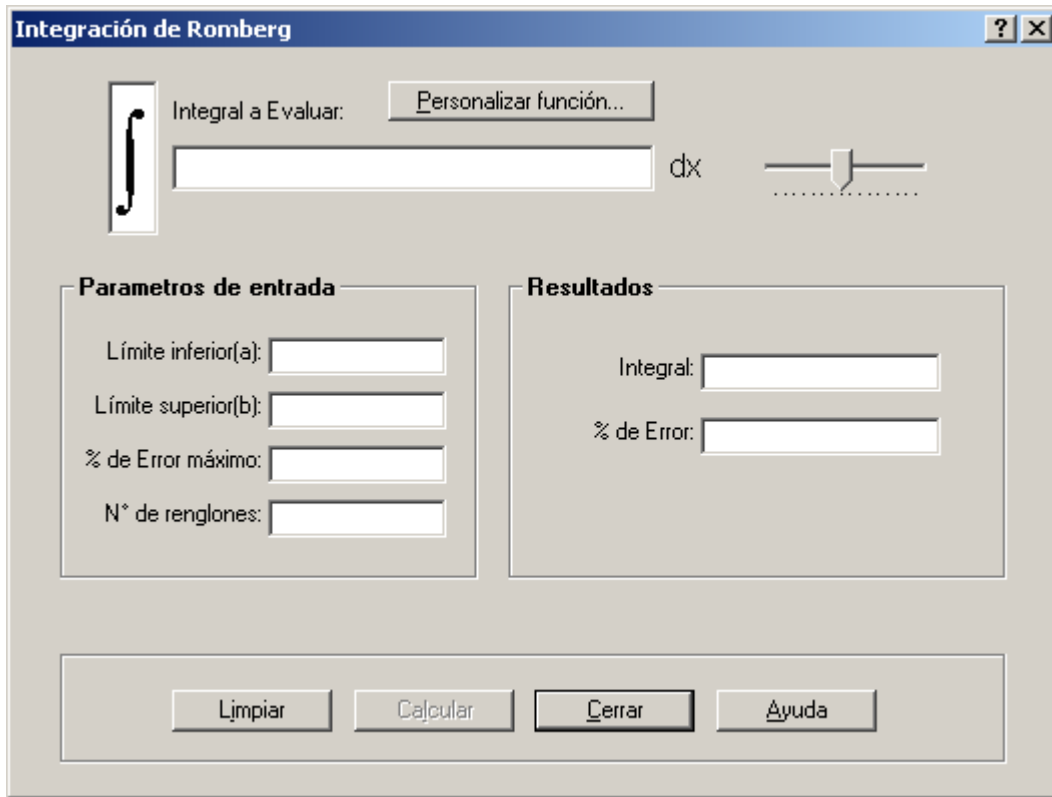 Integración de Romberg
∫
Integral a Evaluar:
Personalizar función...
dx
Parametros de entrada
Límite inferior(a):
Límite superior(b):
% de Error máximo:
N° de renglones:
Resultados
Integral:
% de Error:
Limpiar
Calcular
Cerrar
Ayuda